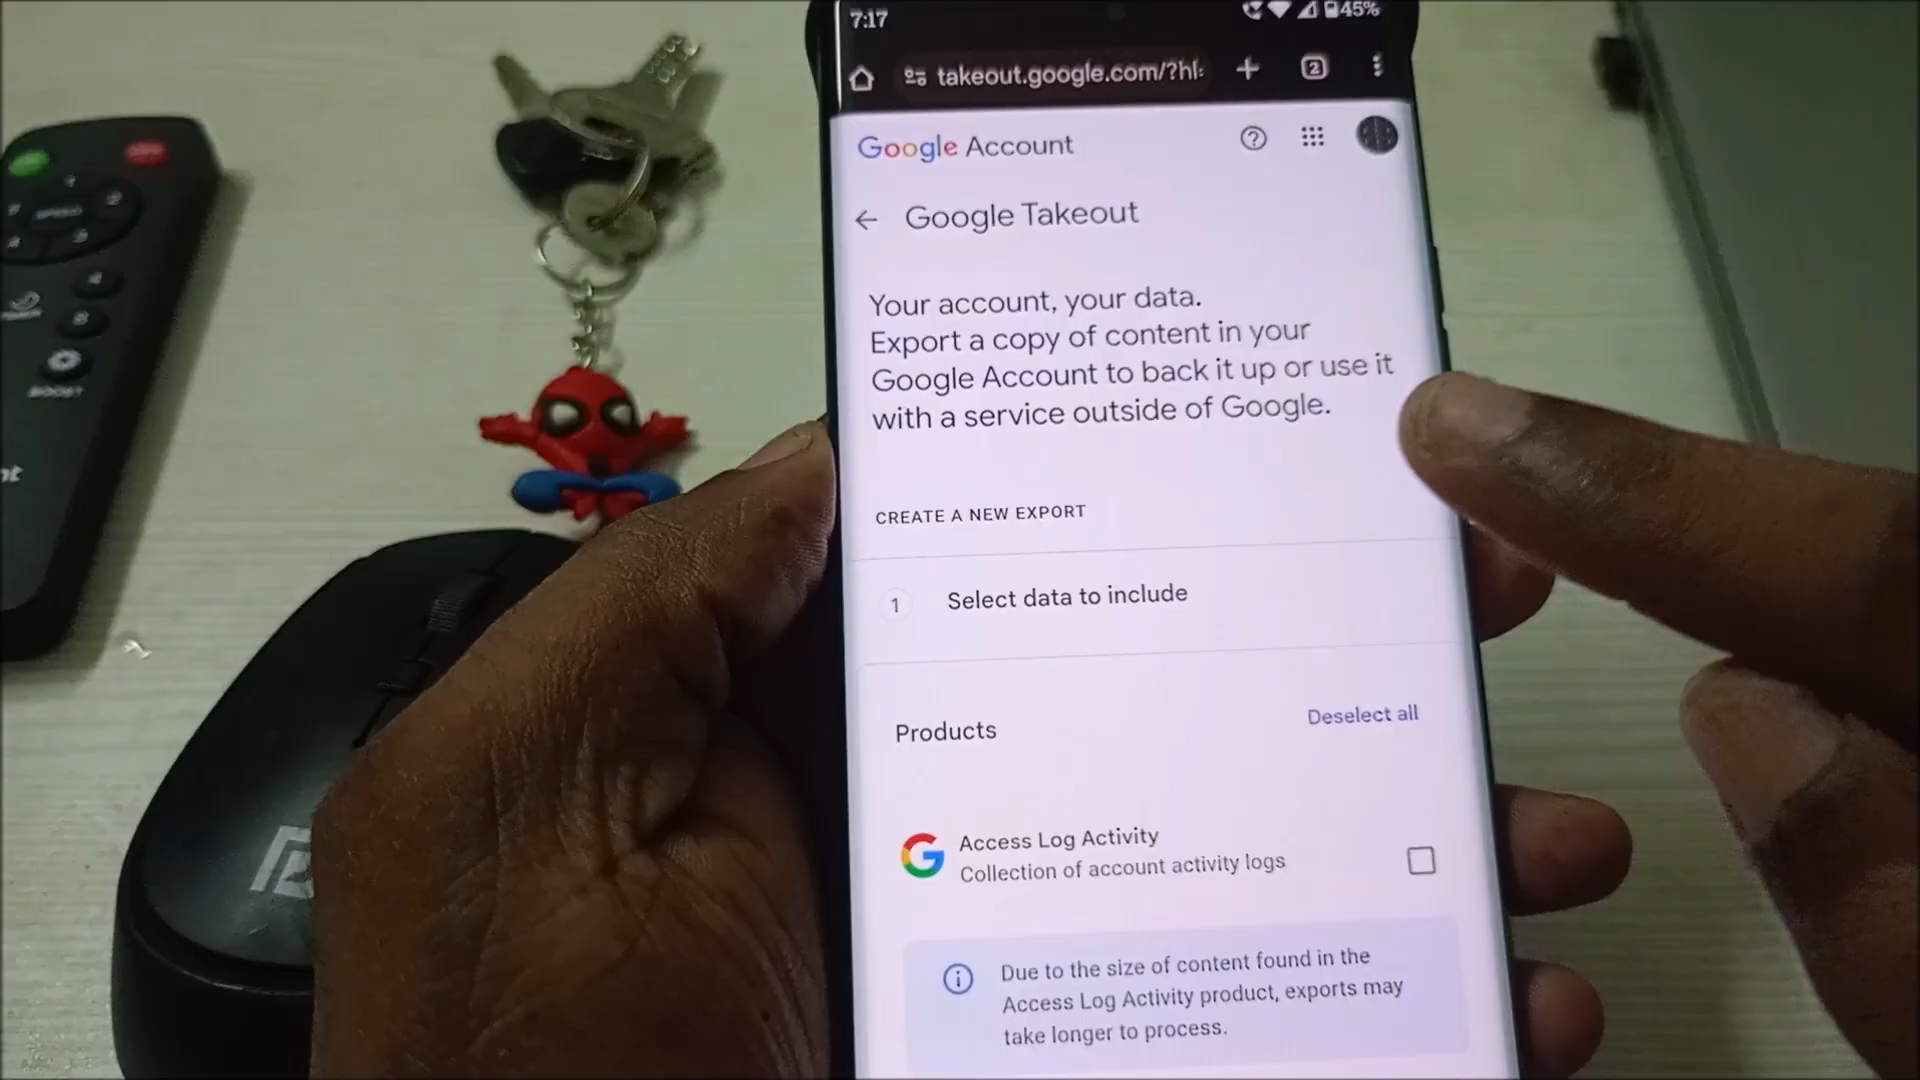 7:17
45%
takeout.google.com/?hl=
2
Google Account
Google Takeout
Your account, your data.
Export a copy of content in your
Google Account to back it up or use it
with a service outside of Google.
CREATE A NEW EXPORT
1 Select data to include
Products
Deselect all
Access Log Activity
Collection of account activity logs
Due to the size of content found in the
Access Log Activity product, exports may
take longer to process.
BOOST